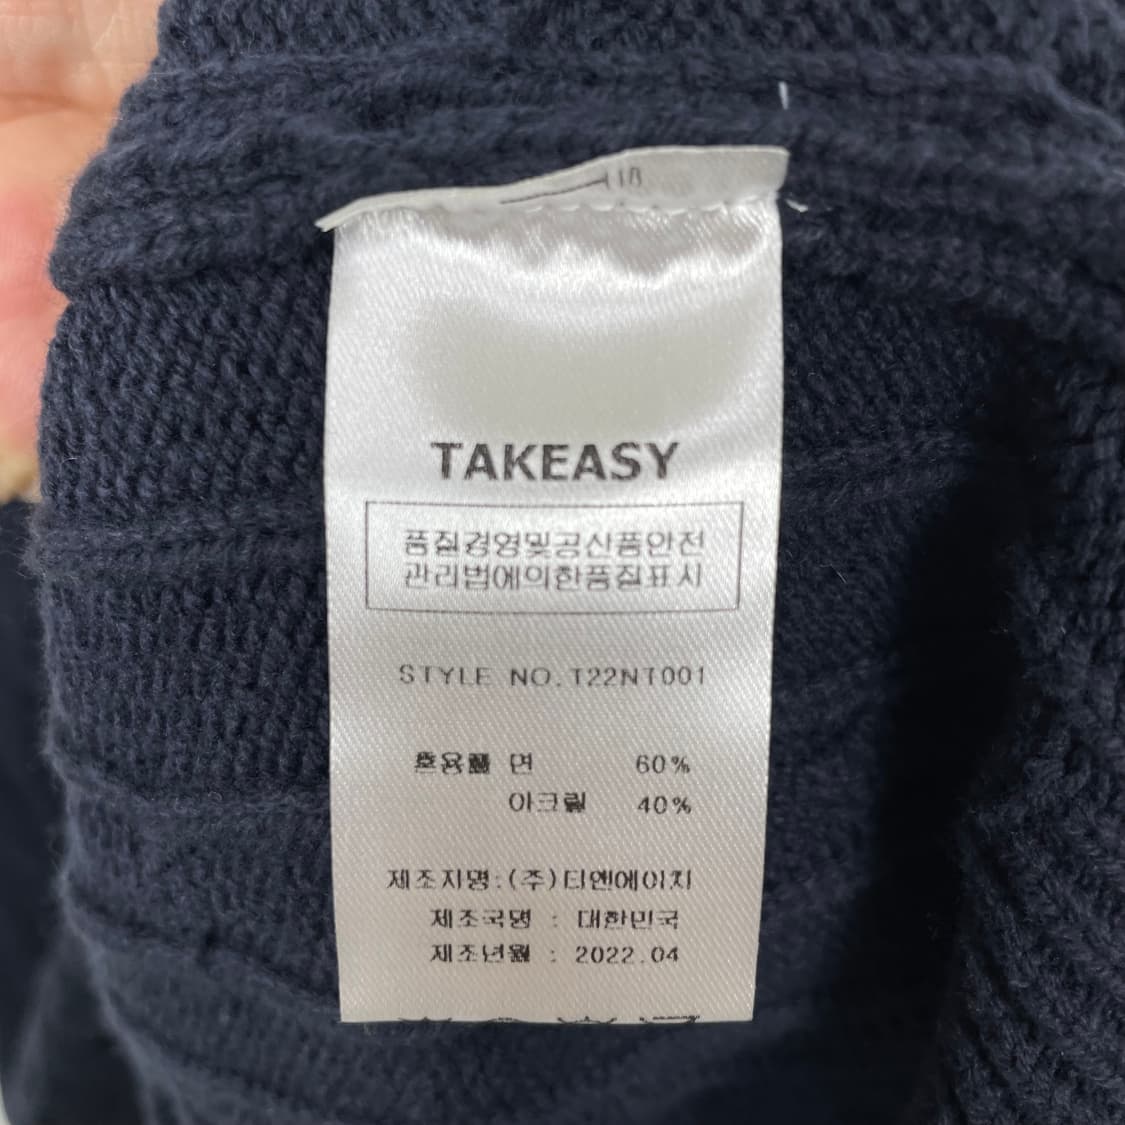 TAKEASY
품질경영및공산품안전
관리법에의한품질표시
STYLE NO.T22NT001
혼용률 면 60%
아크릴 40%
제조자명:(주)티엔에이치
제조국명 : 대한민국
제조년월 : 2022.04